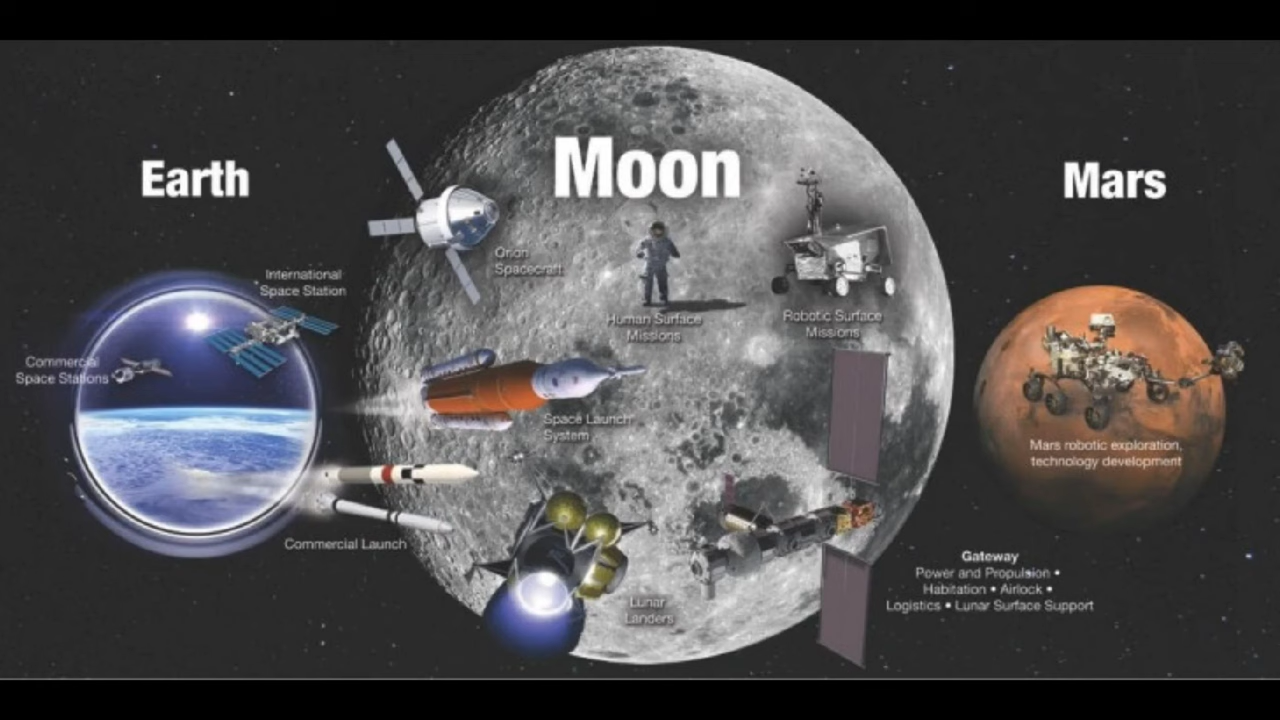 Earth
Moon
Mars
International
Space Station
Commercial
Space Stations
Commercial Launch
Orion
Spacecraft
Human Surface
Missions
Robotic Surface
Missions
Space Launch
System
Lunar
Landers
Mars robotic exploration,
technology development
Gateway
Power and Propulsion •
Habitation • Airlock •
Logistics • Lunar Surface Support